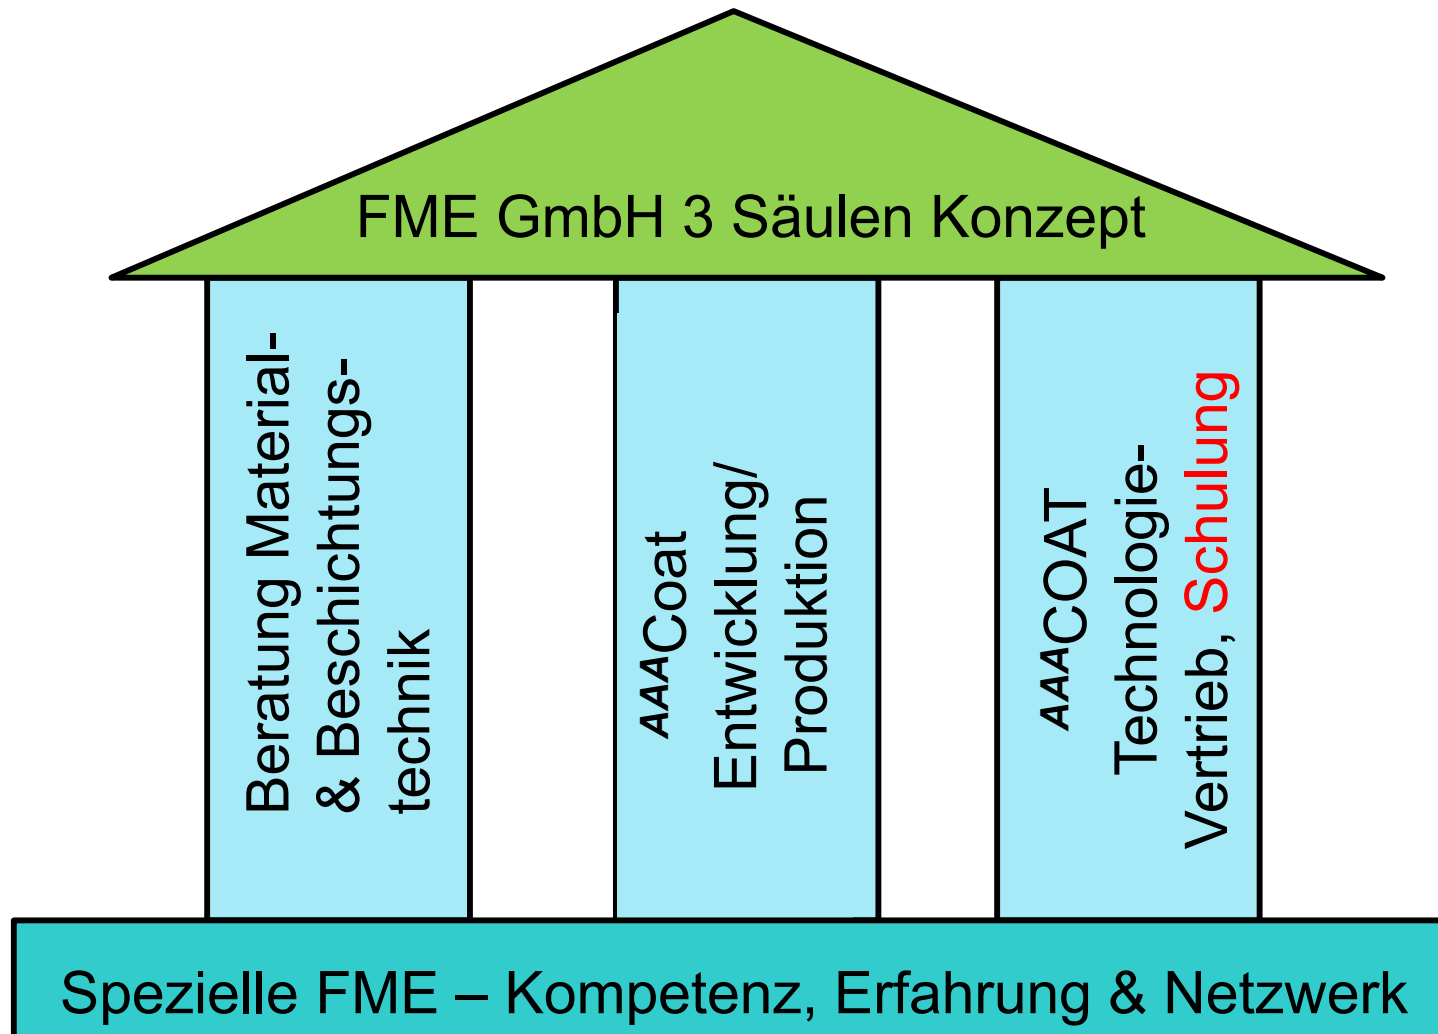 FME GmbH 3 Säulen Konzept
Beratung Material-
& Beschichtungs-
technik
AAACoat
Entwicklung/
Produktion
AAACOAT
Technologie-
Vertrieb, Schulung
Spezielle FME – Kompetenz, Erfahrung & Netzwerk